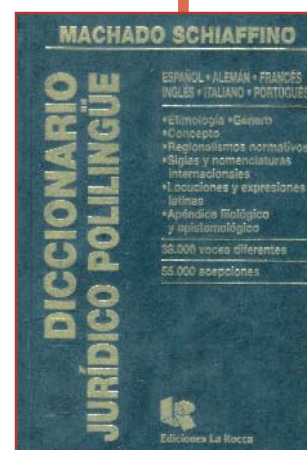 MACHADO SCHIAFFINO
DICCIONARIO
JURÍDICO POLILINGÜE
ESPAÑOL • ALEMÁN • FRANCÉS
INGLÉS • ITALIANO • PORTUGUÉS
•Etimología •Género
•Concepto
•Regionalismos normativos
•Siglas y nomenclaturas
internacionales
•Locuciones y expresiones
latinas
•Apéndice filológico
y epistemológico
38.000 voces diferentes
55.000 acepciones
Ediciones La Rocca